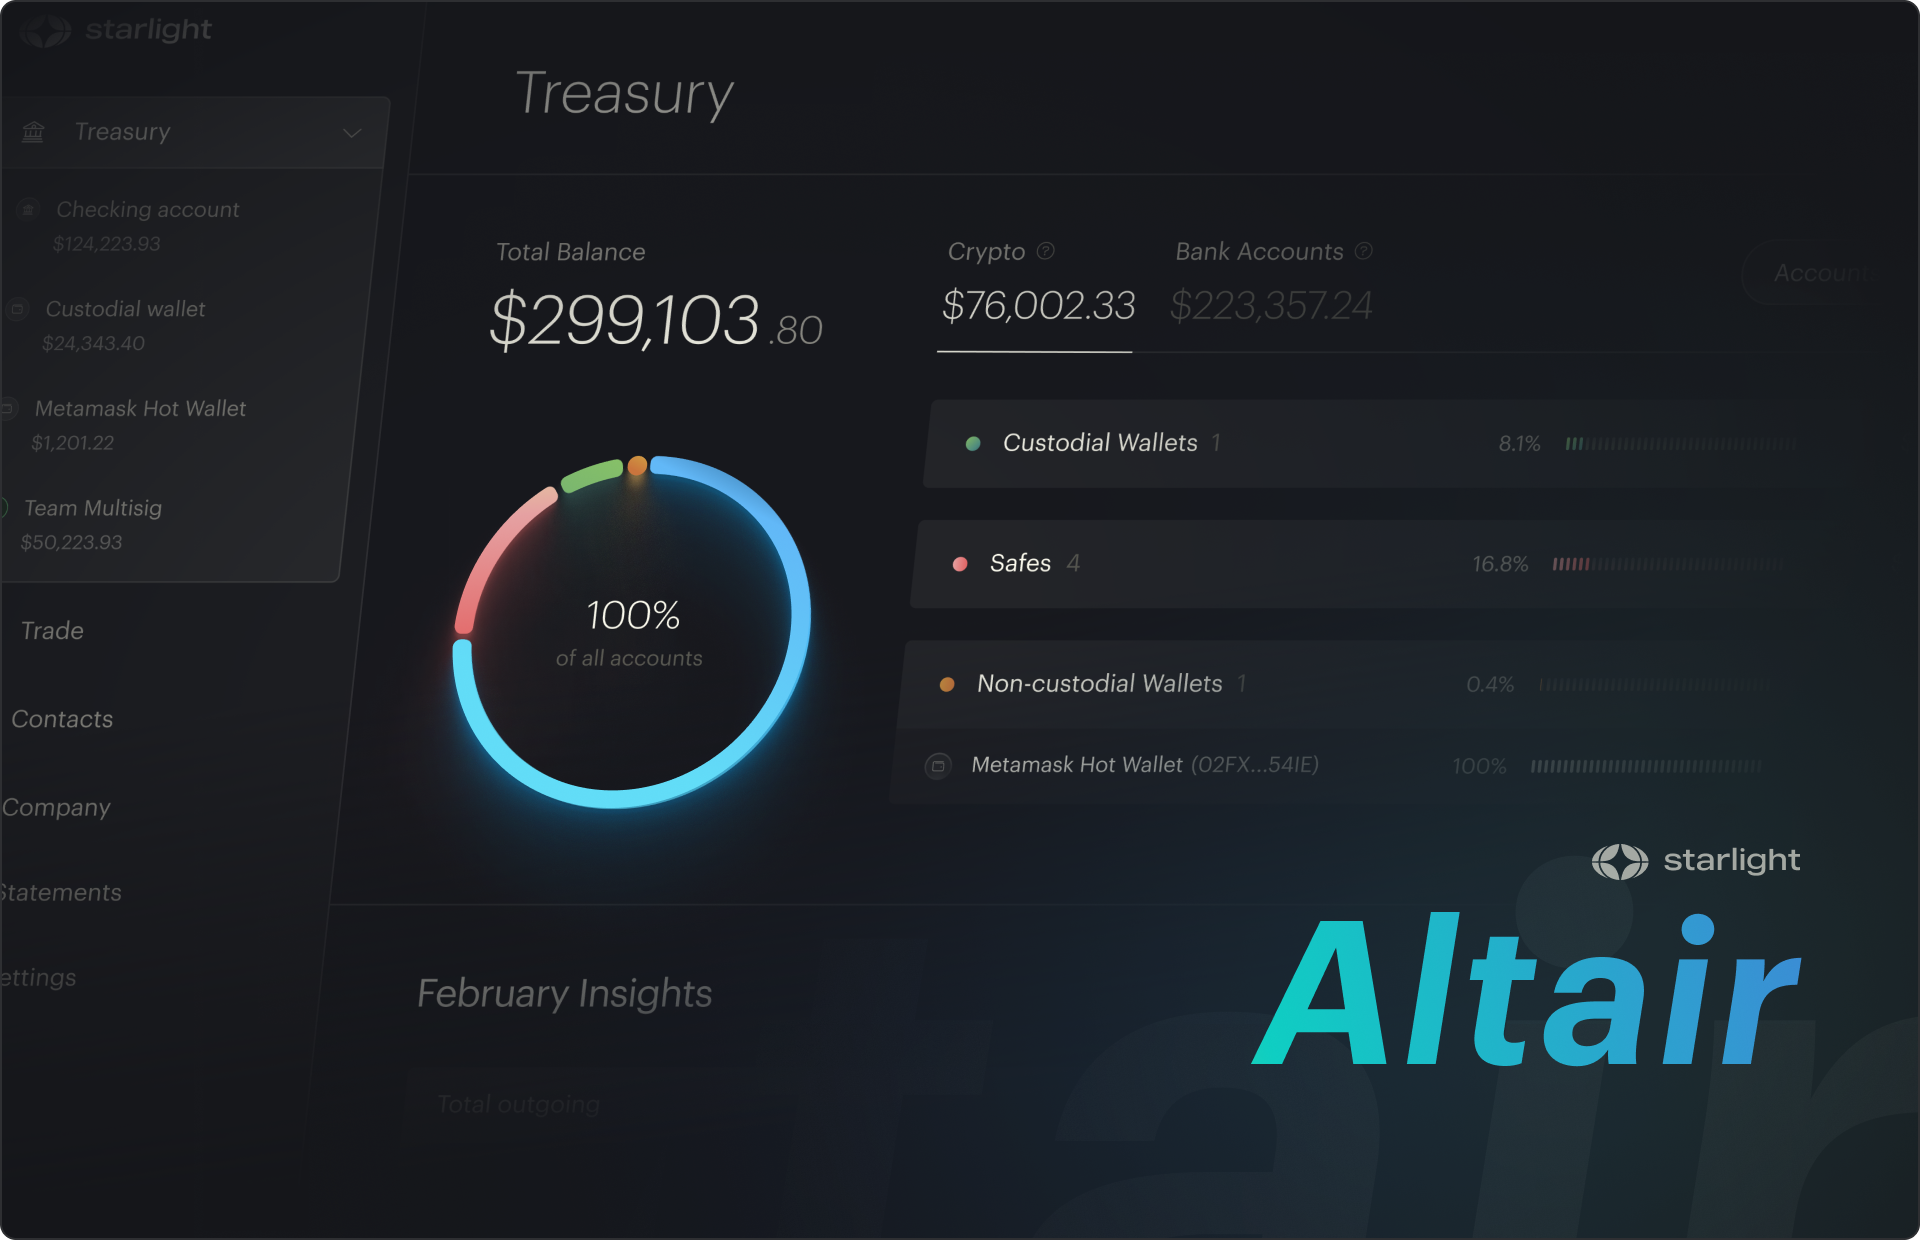 starlight
Treasury
Checking account
$124,223.93
Custodial wallet
$24,343.40
Metamask Hot Wallet
$1,201.22
Team Multisig
$50,223.93
Trade
Contacts
Company
Statements
ettings
Treasury
Total Balance
$299,103.80
100%
of all accounts
Crypto ?
$76,002.33
Bank Accounts ?
$223,357.24
Account
Custodial Wallets 1 8.1%
Safes 4 16.8%
Non-custodial Wallets 1 0.4%
Metamask Hot Wallet (02FX...54IE) 100%
February Insights
Total outgoing
starlight
Altair
tair